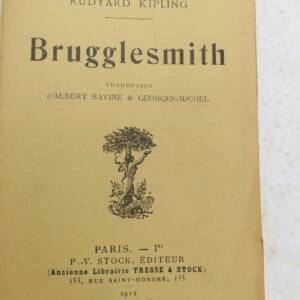 RUDYARD KIPLING
Brugglesmith
TRADUCTION
d'ALBERT SAVINE & GEORGES-MICHEL
PARIS. — Ier
P.-V. STOCK, ÉDITEUR
(Ancienne Librairie TRESSE & STOCK)
155, RUE SAINT-HONORÉ, 155
1912